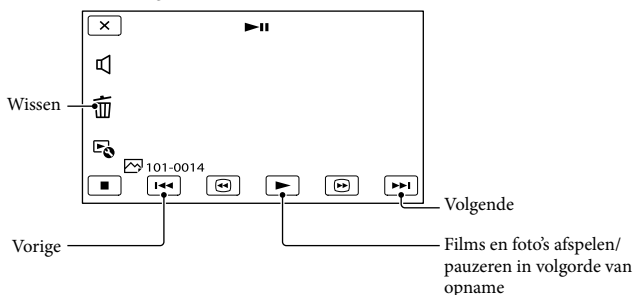 Wissen
101-0014
Volgende
Vorige
Films en foto's afspelen/
pauzeren in volgorde van
opname